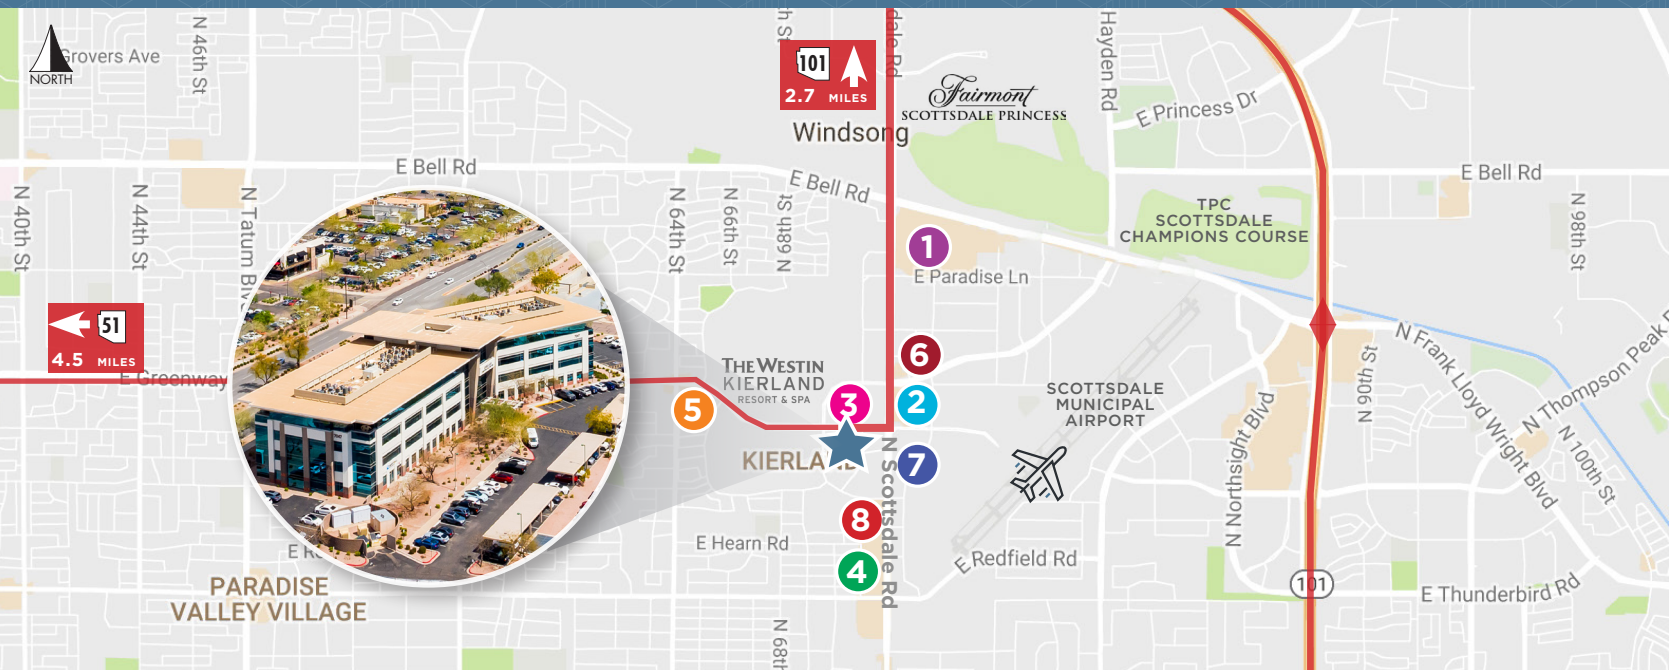 NORTH
Grovers Ave
N 46th St
101
2.7 MILES
Fairmont
SCOTTSDALE PRINCESS
Windsong
Hayden Rd
E Princess Dr
E Bell Rd
E Bell Rd
E Bell Rd
N 40th St
N 44th St
N Tatum Blv
N 64th St
N 66th St
N 68th St
TPC
SCOTTSDALE
CHAMPIONS COURSE
N 98th St
1
E Paradise Ln
51
4.5 MILES
E Greenway
THE WESTIN
KIERLAND
RESORT & SPA
6
5
3
2
SCOTTSDALE
MUNICIPAL
AIRPORT
N 90th St
N Frank Lloyd Wright Blvd
N Thompson Peak
N 100th St
N Northsight Blvd
KIERLAND
7
N Scottsdale Rd
8
4
E Hearn Rd
E Redfield Rd
101
E Thunderbird Rd
PARADISE
VALLEY VILLAGE
N 68th